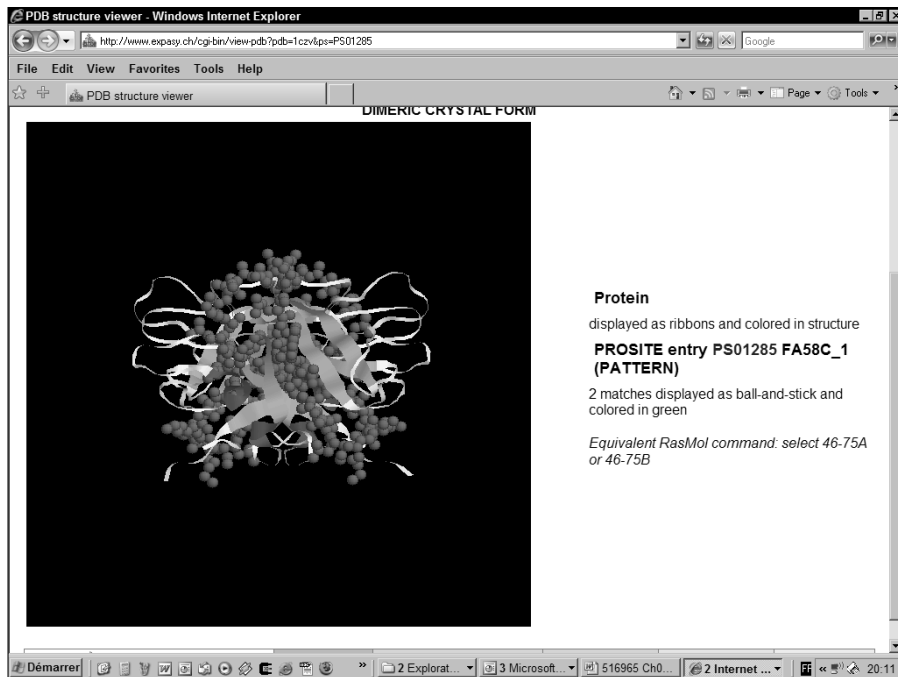 PDB structure viewer - Windows Internet Explorer
http://www.expasy.ch/cgi-bin/view-pdb?pdb=1czv&ps=PS01285
Google
File Edit View Favorites Tools Help
PDB structure viewer
Page Tools
DIMERIC CRYSTAL FORM
Protein
displayed as ribbons and colored in structure
PROSITE entry PS01285 FA58C_1
(PATTERN)
2 matches displayed as ball-and-stick and
colored in green
Equivalent RasMol command: select 46-75A
or 46-75B
Démarrer
2 Explorat...
3 Microsoft...
516965 Ch0...
2 Internet ...
20:11